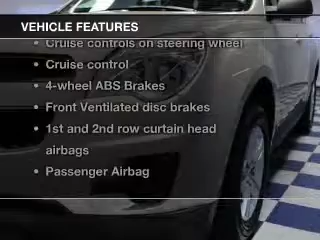 VEHICLE FEATURES
• Cruise controls on steering wheel
• Cruise control
• 4-wheel ABS Brakes
• Front Ventilated disc brakes
• 1st and 2nd row curtain head
airbags
• Passenger Airbag